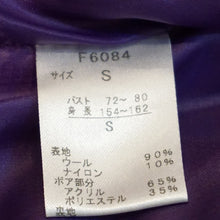 F6084
サイズ S
バスト 72〜 80
身 長 154〜162
S
表地
ウール 90%
ナイロン 10%
ボア部分
アクリル 65%
ポリエステル 35%
裏地